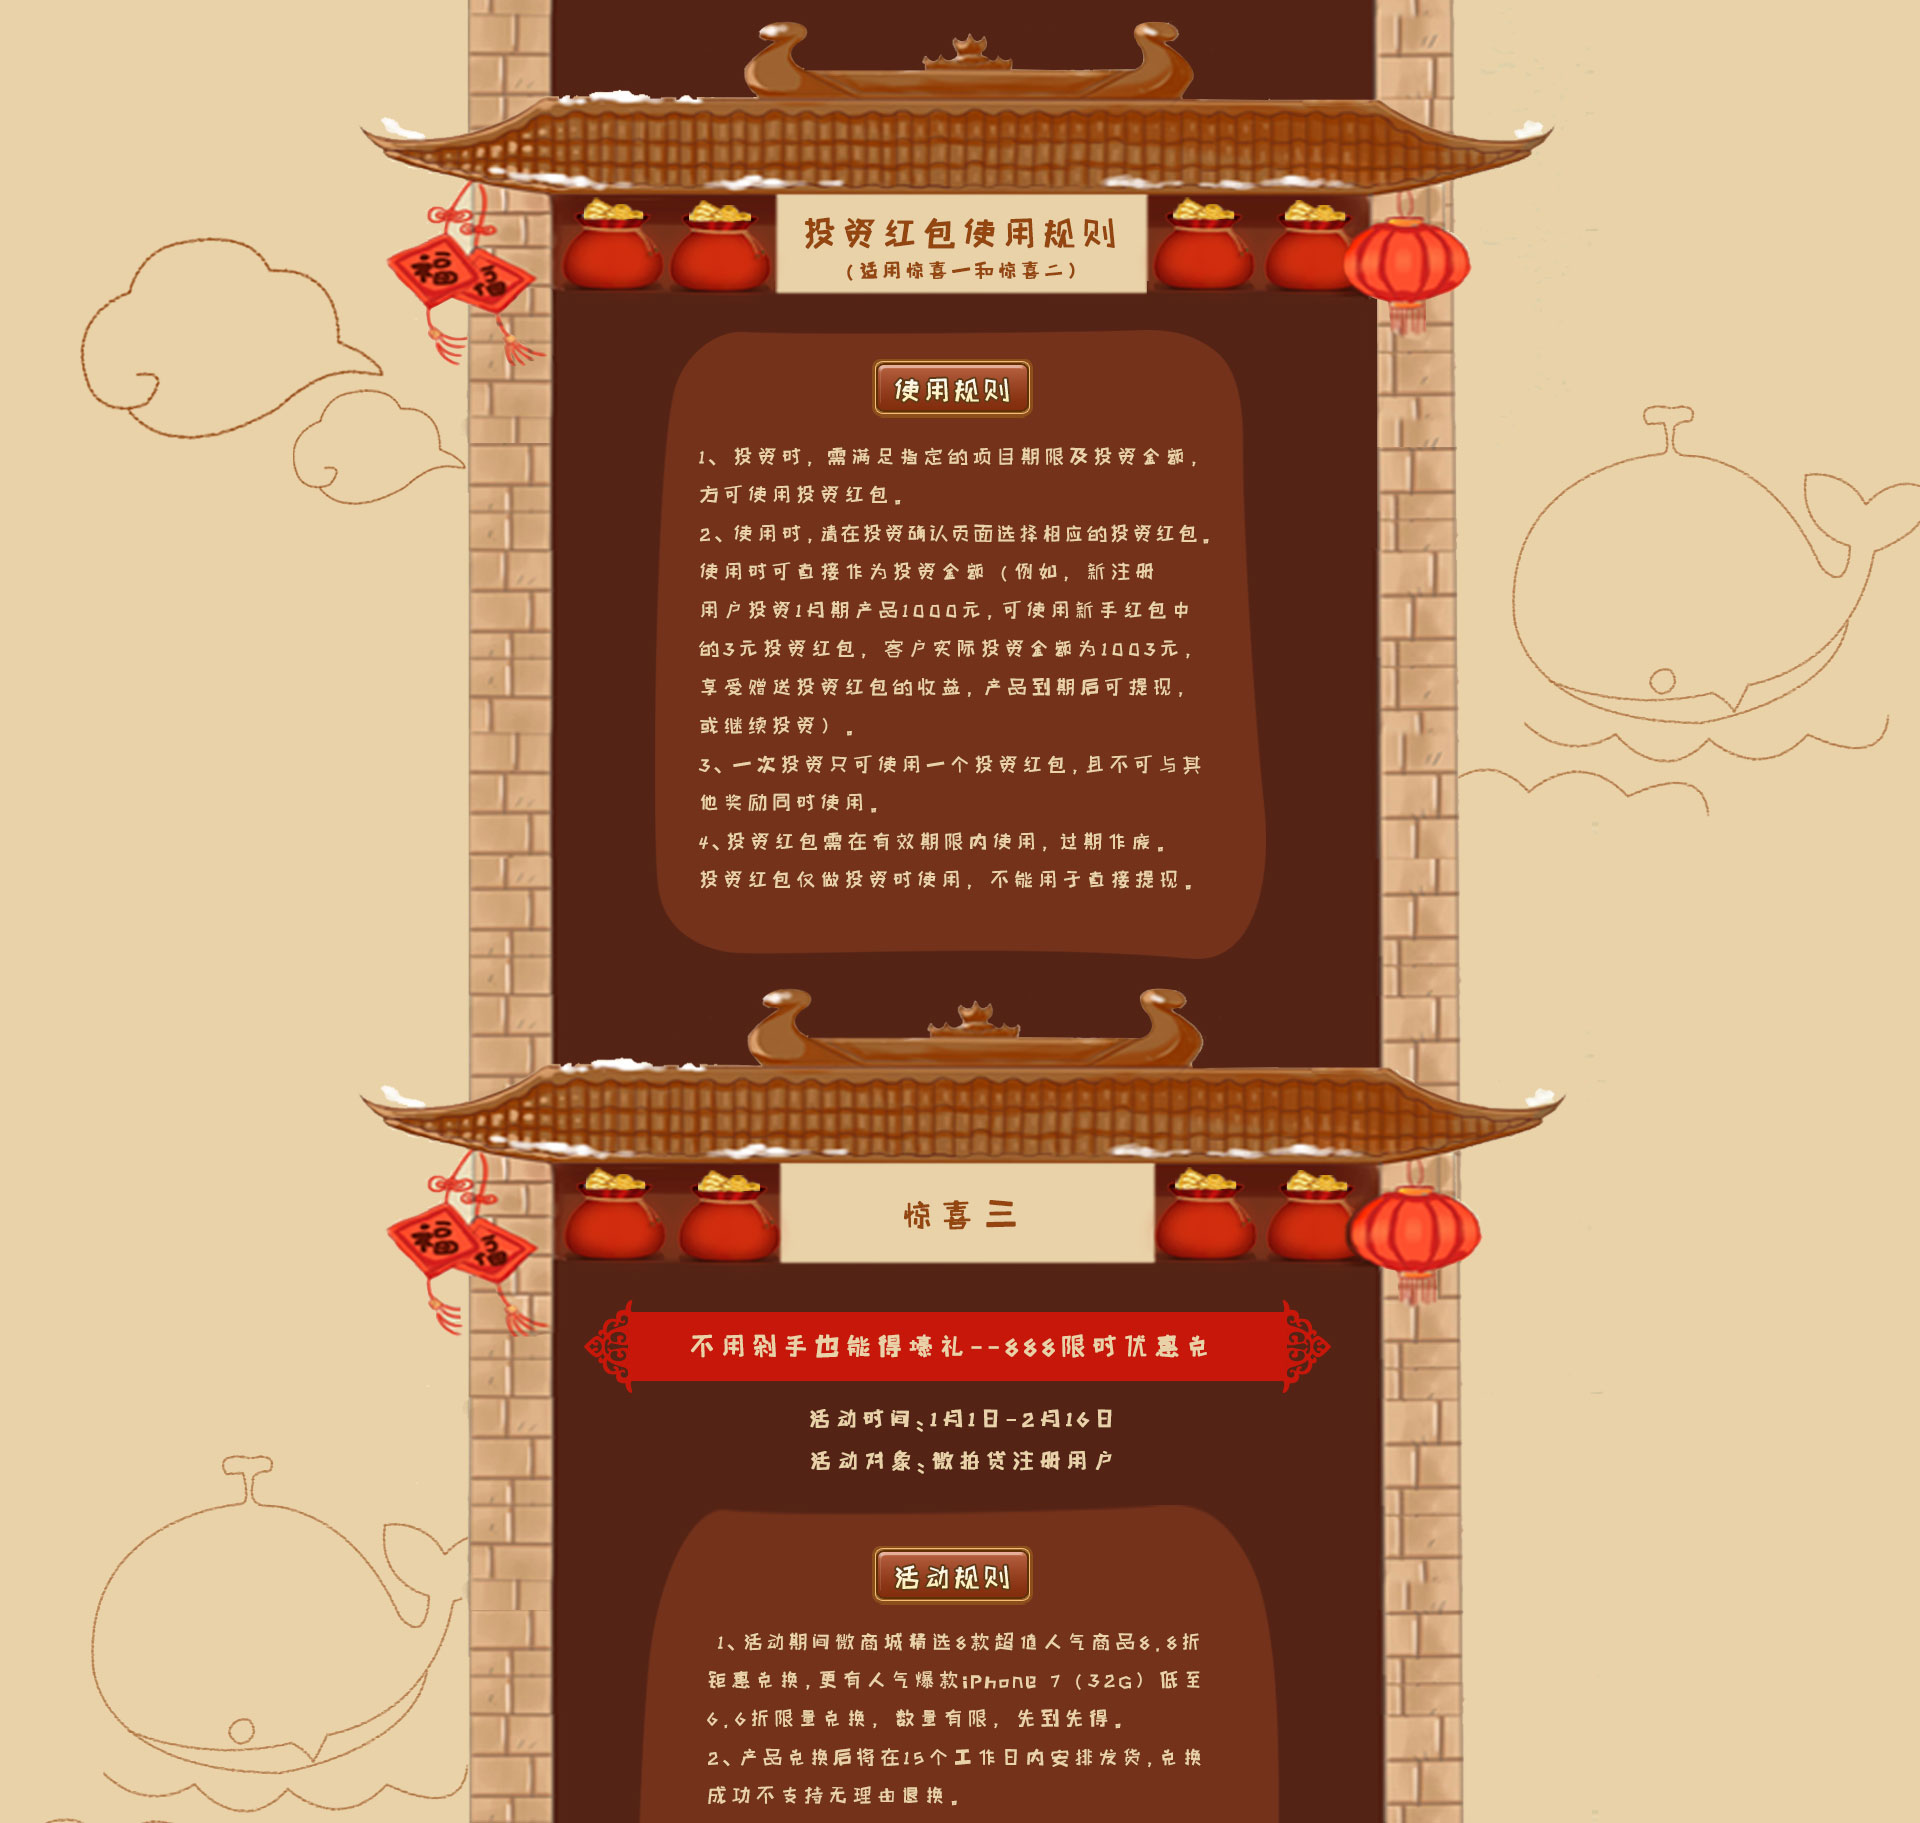 福
福
投资红包使用规则
(适用惊喜一和惊喜二)
使用规则
1、投资时，需满足指定的项目期限及投资金额，
方可使用投资红包。
2、使用时,请在投资确认页面选择相应的投资红包。
使用时可直接作为投资金额（例如，新注册
用户投资1月期产品1000元,可使用新手红包中
的3元投资红包，客户实际投资金额为1003元，
享受赠送投资红包的收益,产品到期后可提现，
或继续投资）。
3、一次投资只可使用一个投资红包,且不可与其
他奖励同时使用。
4、投资红包需在有效期限内使用，过期作废。
投资红包仅做投资时使用，不能用于直接提现。
福
福
惊喜三
不用剁手也能得壕礼--888限时优惠兑
活动时间:1月1日-2月16日
活动对象:微拍贷注册用户
活动规则
1、活动期间微商城精选8款超值人气商品8.8折
钜惠兑换,更有人气爆款iPhone 7（32G）低至
6.6折限量兑换，数量有限，先到先得。
2、产品兑换后将在15个工作日内安排发货,兑换
成功不支持无理由退换。